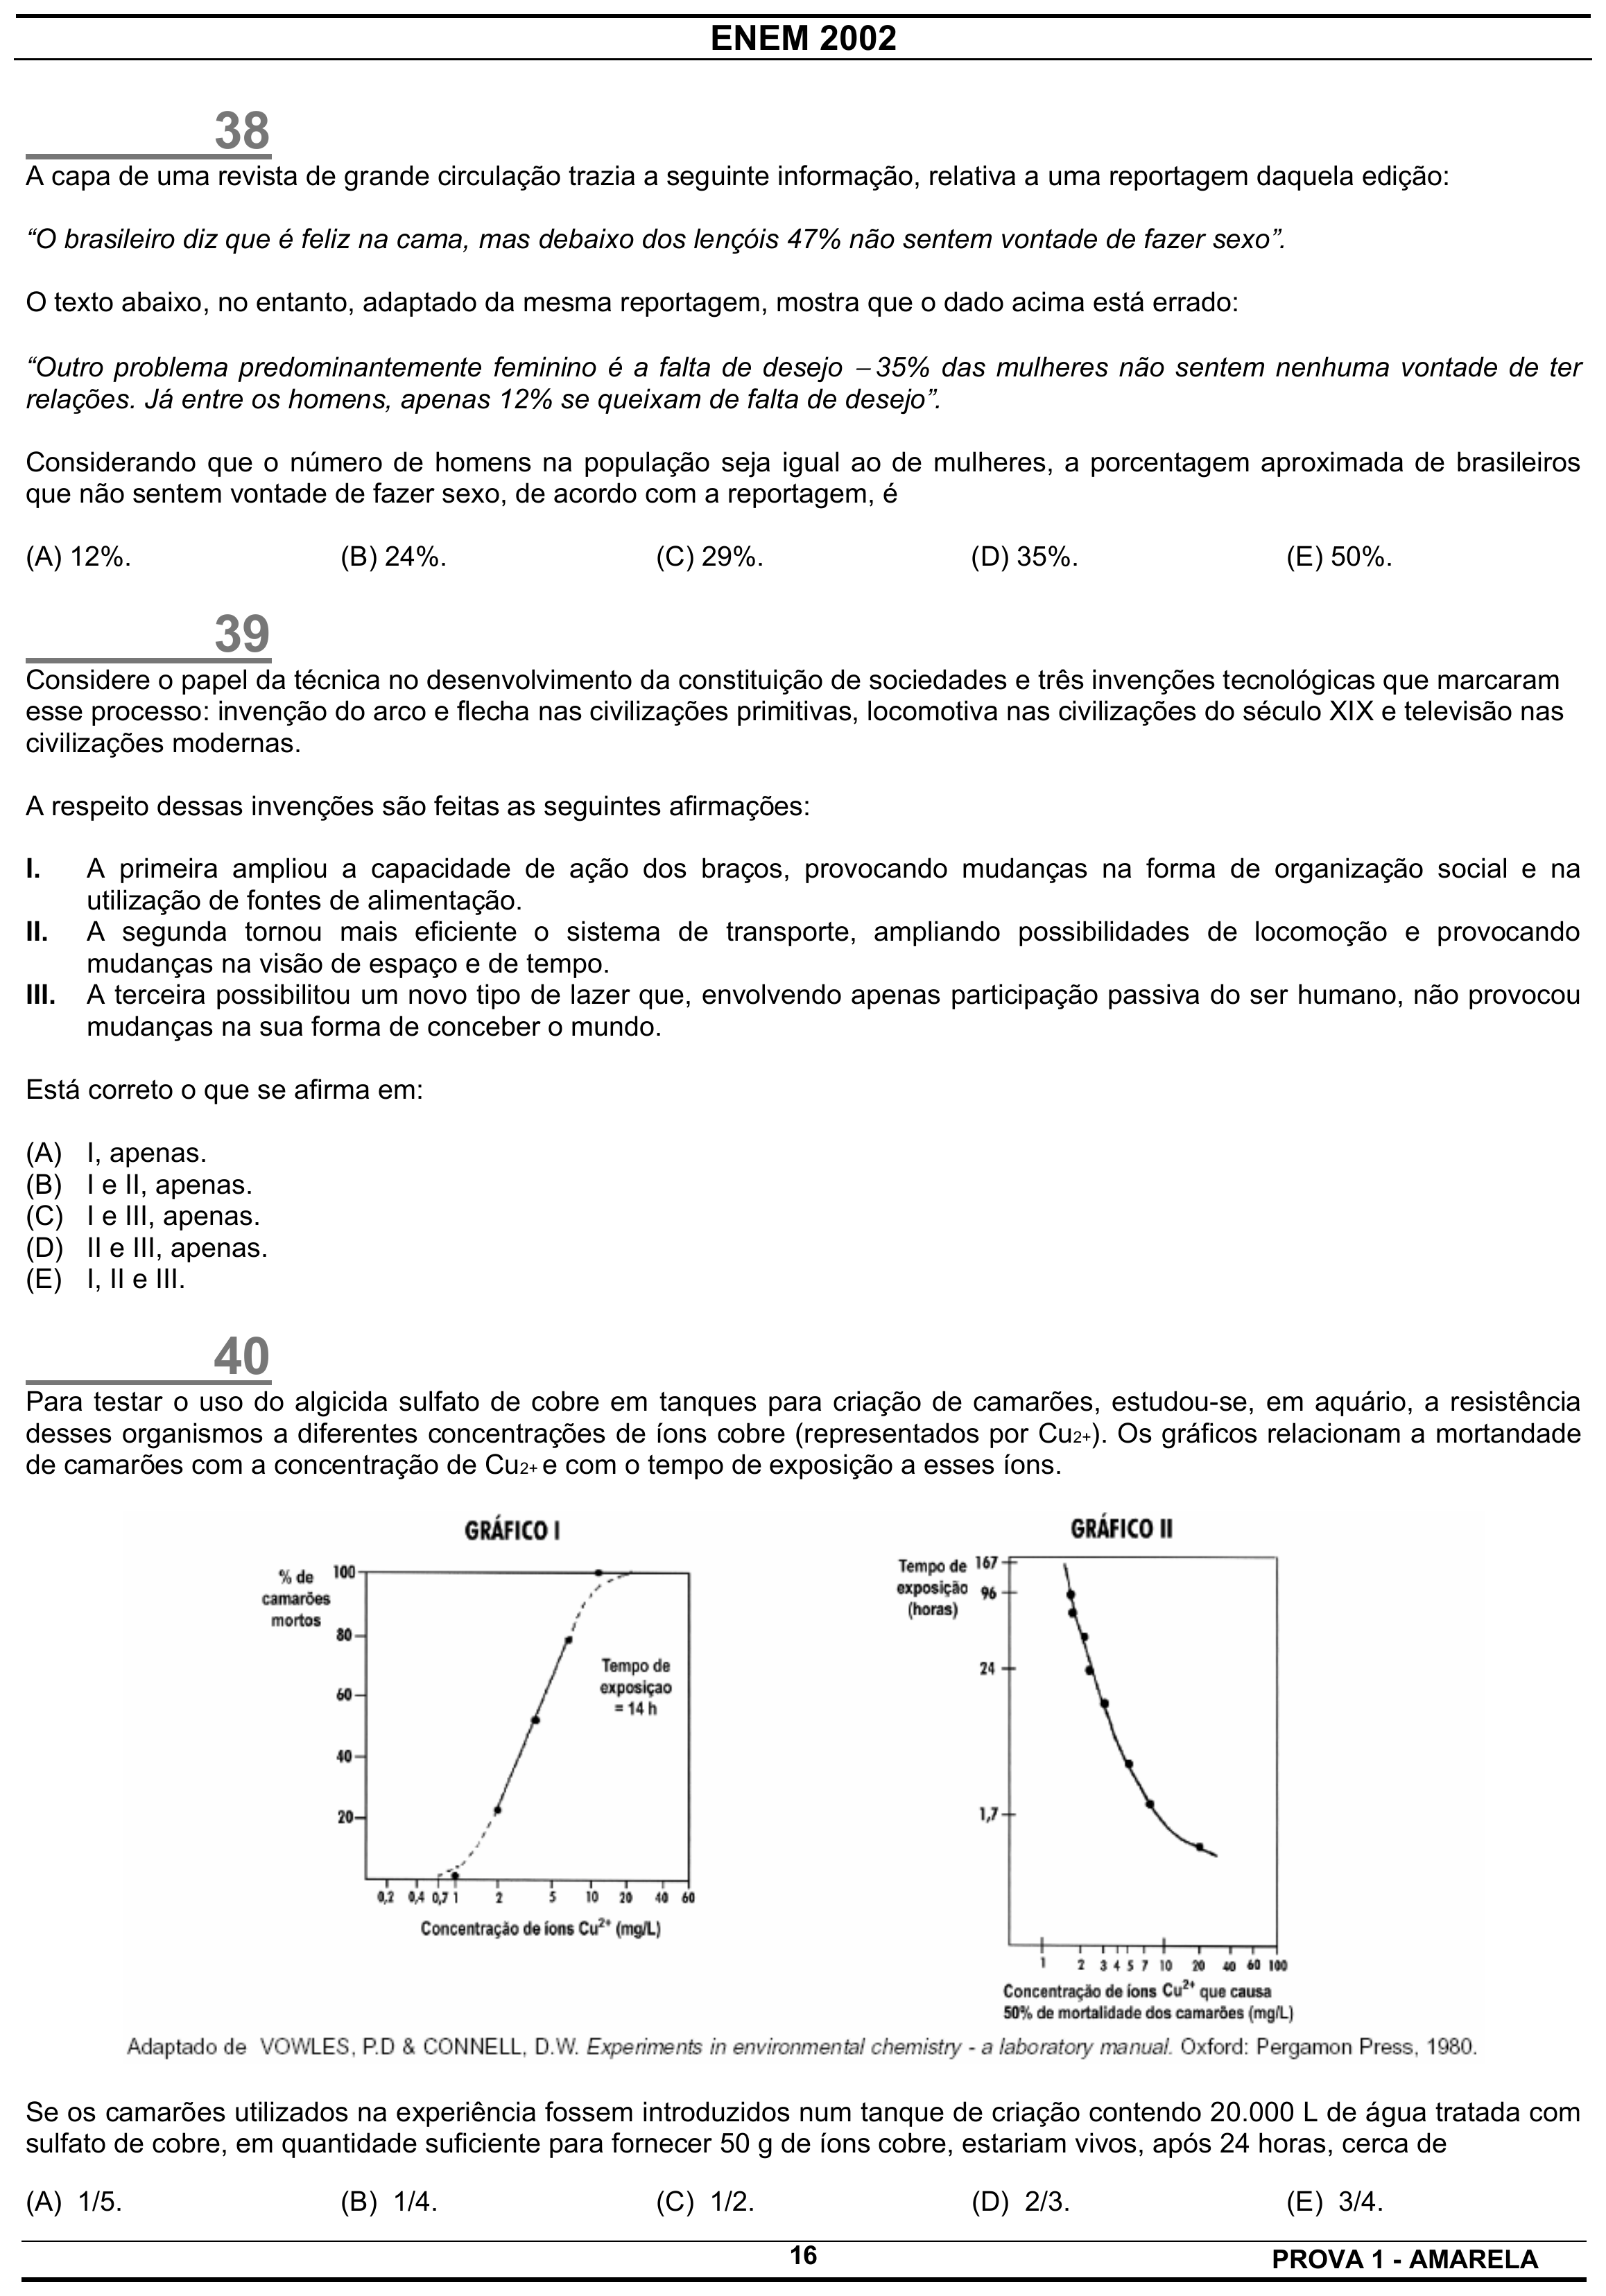 ENEM 2002
38
A capa de uma revista de grande circulação trazia a seguinte informação, relativa a uma reportagem daquela edição:
“O brasileiro diz que é feliz na cama, mas debaixo dos lençóis 47% não sentem vontade de fazer sexo”.
O texto abaixo, no entanto, adaptado da mesma reportagem, mostra que o dado acima está errado:
“Outro problema predominantemente feminino é a falta de desejo – 35% das mulheres não sentem nenhuma vontade de ter
relações. Já entre os homens, apenas 12% se queixam de falta de desejo”.
Considerando que o número de homens na população seja igual ao de mulheres, a porcentagem aproximada de brasileiros
que não sentem vontade de fazer sexo, de acordo com a reportagem, é
(A) 12%. (B) 24%. (C) 29%. (D) 35%. (E) 50%.
39
Considere o papel da técnica no desenvolvimento da constituição de sociedades e três invenções tecnológicas que marcaram
esse processo: invenção do arco e flecha nas civilizações primitivas, locomotiva nas civilizações do século XIX e televisão nas
civilizações modernas.
A respeito dessas invenções são feitas as seguintes afirmações:
I. A primeira ampliou a capacidade de ação dos braços, provocando mudanças na forma de organização social e na
utilização de fontes de alimentação.
II. A segunda tornou mais eficiente o sistema de transporte, ampliando possibilidades de locomoção e provocando
mudanças na visão de espaço e de tempo.
III. A terceira possibilitou um novo tipo de lazer que, envolvendo apenas participação passiva do ser humano, não provocou
mudanças na sua forma de conceber o mundo.
Está correto o que se afirma em:
(A) I, apenas.
(B) I e II, apenas.
(C) I e III, apenas.
(D) II e III, apenas.
(E) I, II e III.
40
Para testar o uso do algicida sulfato de cobre em tanques para criação de camarões, estudou-se, em aquário, a resistência
desses organismos a diferentes concentrações de íons cobre (representados por Cu2+). Os gráficos relacionam a mortandade
de camarões com a concentração de Cu2+ e com o tempo de exposição a esses íons.
GRÁFICO I
% de
camarões
mortos
100
80
60
40
20
Tempo de
exposiçao
= 14 h
0,2 0,4 0,7 1 2 5 10 20 40 60
Concentração de íons Cu2+ (mg/L)
GRÁFICO II
Tempo de
exposição
(horas)
167
96
24
1,7
1 2 3 4 5 7 10 20 40 60 100
Concentração de íons Cu2+ que causa
50% de mortalidade dos camarões (mg/L)
Adaptado de VOWLES, P.D & CONNELL, D.W. Experiments in environmental chemistry - a laboratory manual. Oxford: Pergamon Press, 1980.
Se os camarões utilizados na experiência fossem introduzidos num tanque de criação contendo 20.000 L de água tratada com
sulfato de cobre, em quantidade suficiente para fornecer 50 g de íons cobre, estariam vivos, após 24 horas, cerca de
(A) 1/5. (B) 1/4. (C) 1/2. (D) 2/3. (E) 3/4.
16
PROVA 1 - AMARELA